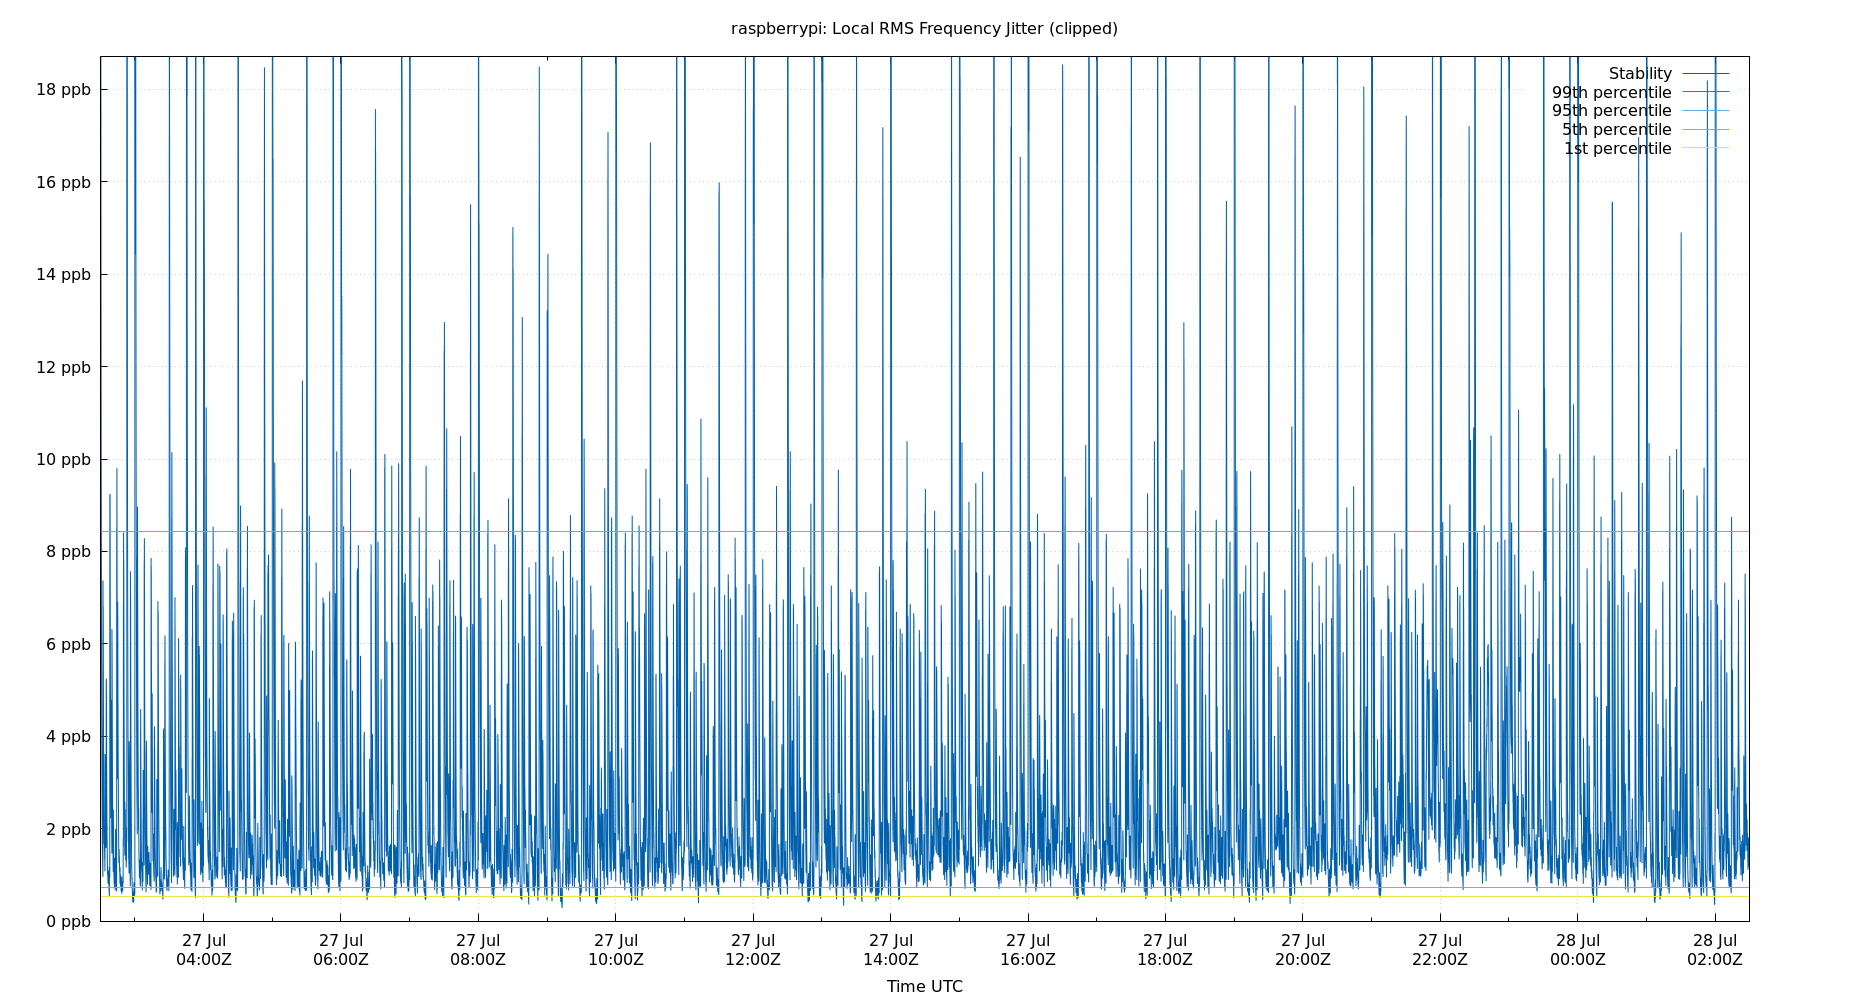 raspberrypi: Local RMS Frequency Jitter (clipped)
18 ppb
16 ppb
14 ppb
12 ppb
10 ppb
8 ppb
6 ppb
4 ppb
2 ppb
0 ppb
Stability
99th percentile
95th percentile
5th percentile
1st percentile
27 Jul 27 Jul 27 Jul 27 Jul 27 Jul 27 Jul 27 Jul 27 Jul 27 Jul 27 Jul 28 Jul 28 Jul
04:00Z 06:00Z 08:00Z 10:00Z 12:00Z 14:00Z 16:00Z 18:00Z 20:00Z 22:00Z 00:00Z 02:00Z
Time UTC